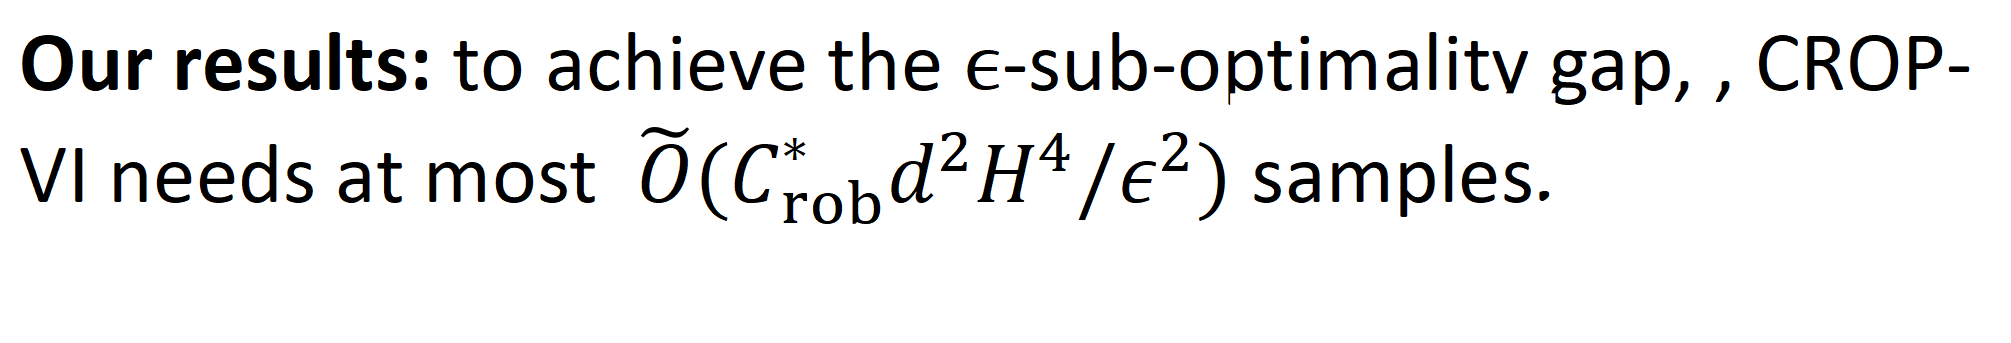 Our results: to achieve the ϵ-sub-optimality gap, , CROP-
VI needs at most Õ(C*_rob d²H⁴/ϵ²) samples.